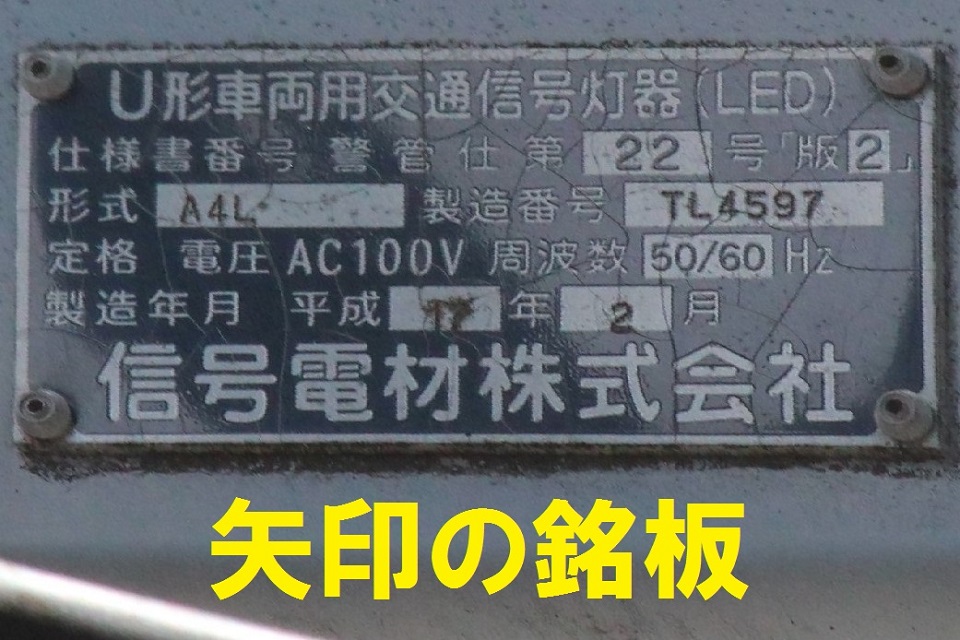 U形車両用交通信号灯器(LED)
仕様書番号 警管仕第 22 号「版2」
形式 A4L 製造番号 TL4597
定格 電圧 AC100V 周波数 50/60 Hz
製造年月 平成 17 年 2 月
信号電材株式会社
矢印の銘板